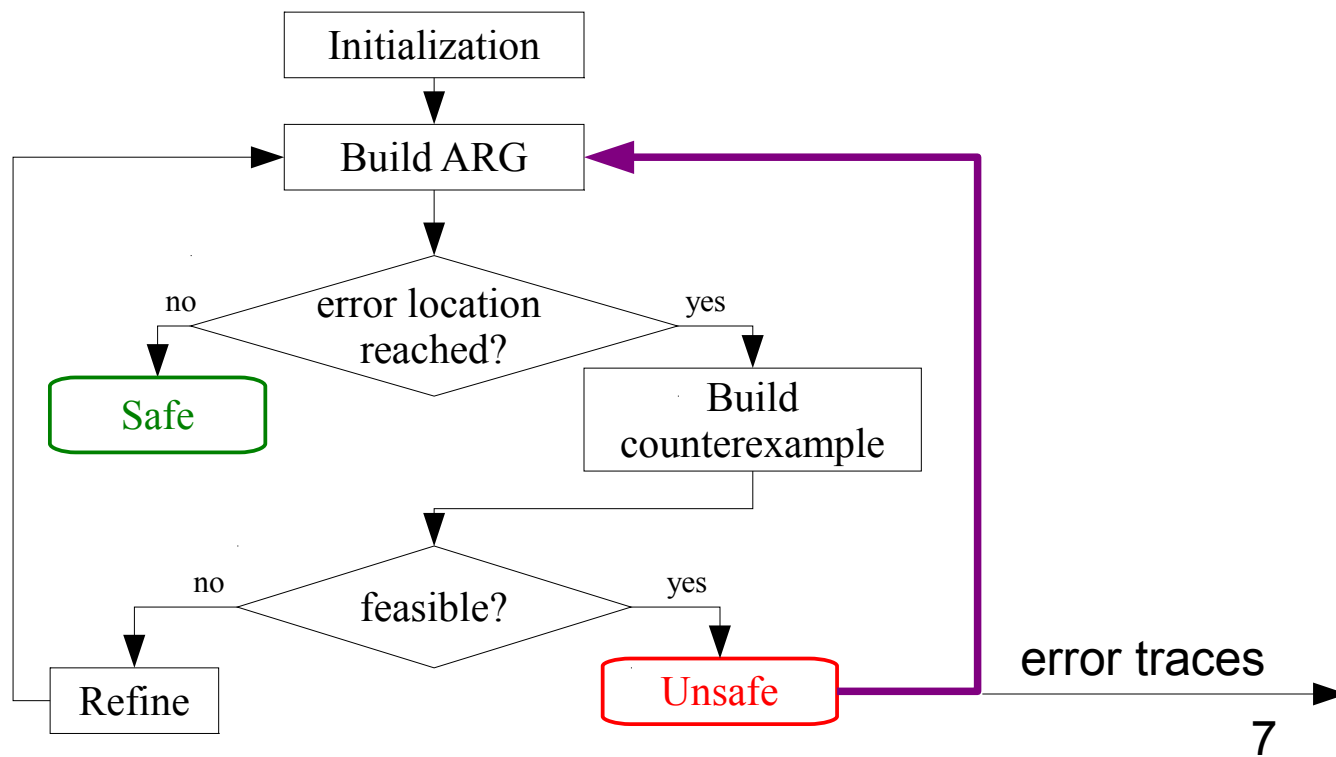 Initialization
Build ARG
no
error location
reached?
yes
Safe
Build
counterexample
no
feasible?
yes
Refine
Unsafe
error traces
7